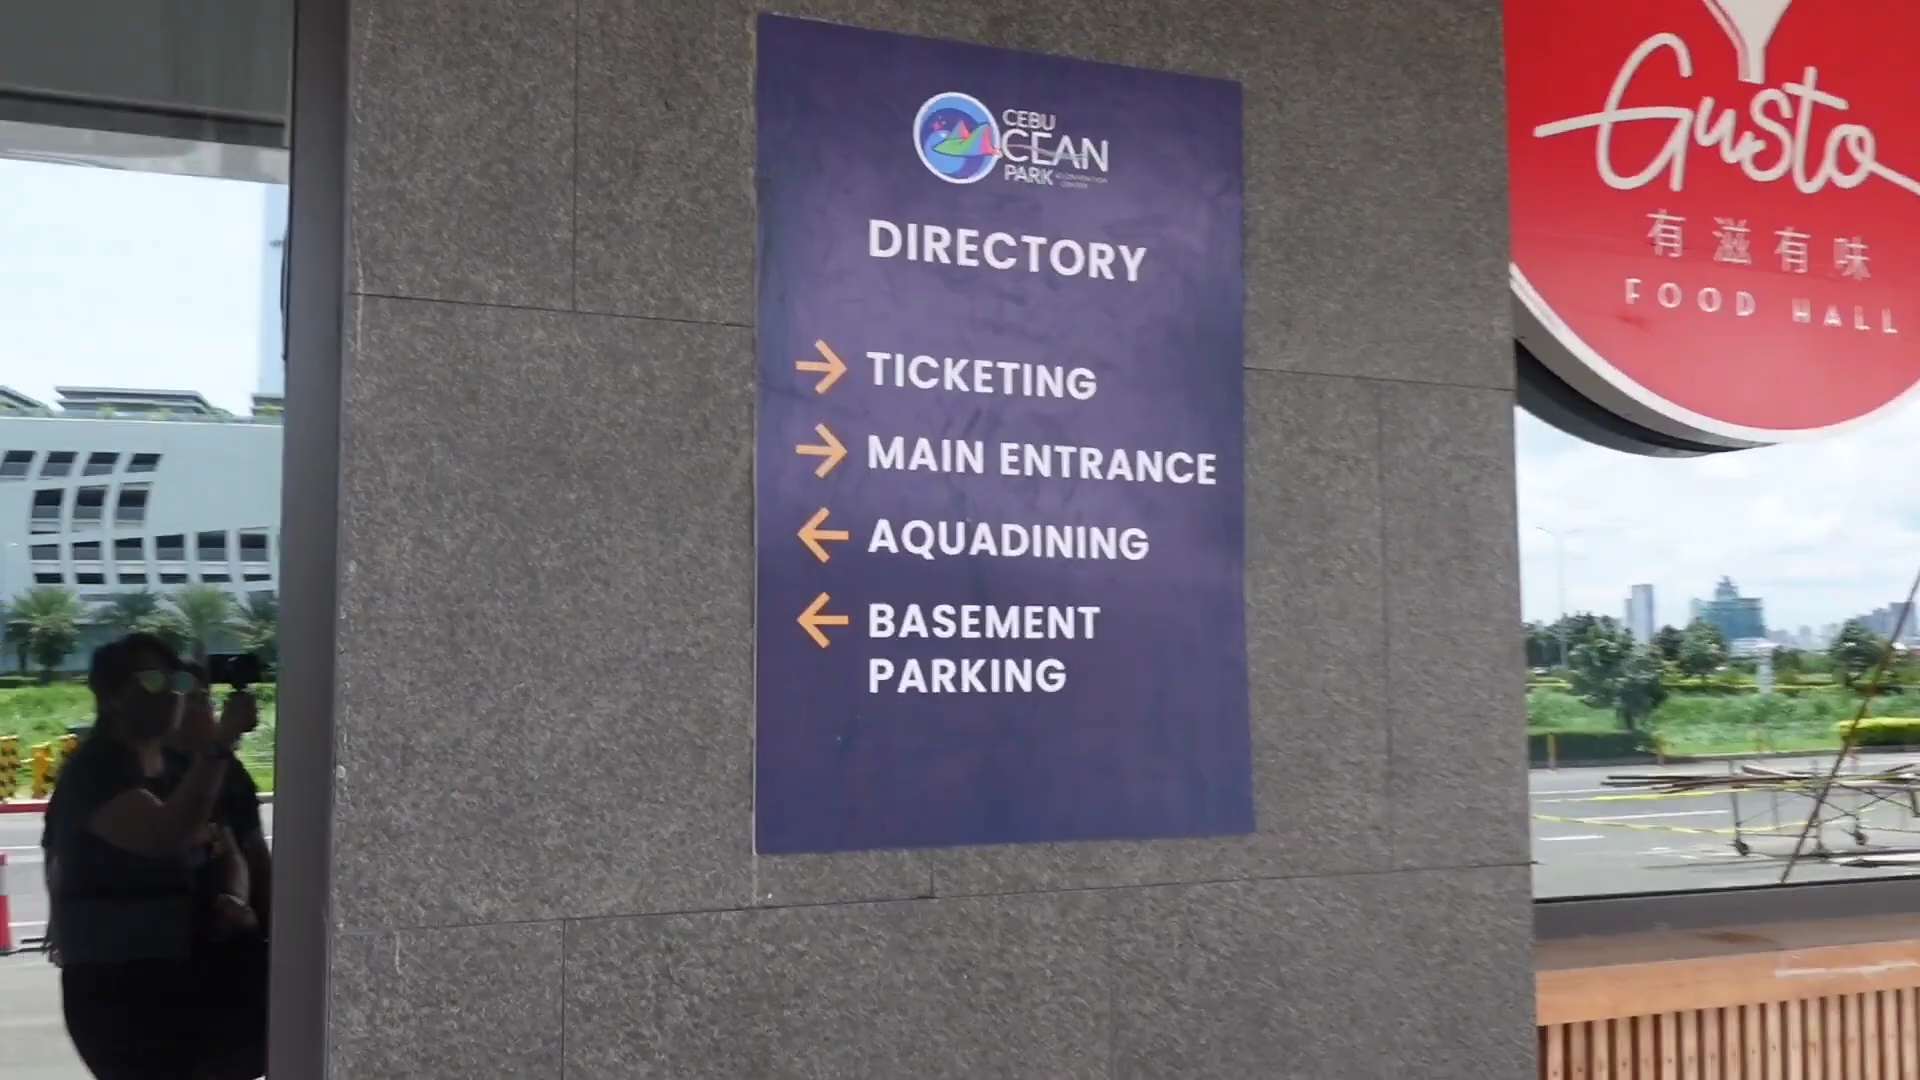 CEBU
OCEAN
PARK
DIRECTORY
→ TICKETING
→ MAIN ENTRANCE
← AQUADINING
← BASEMENT
PARKING
Gusto
有滋有味
FOOD HALL